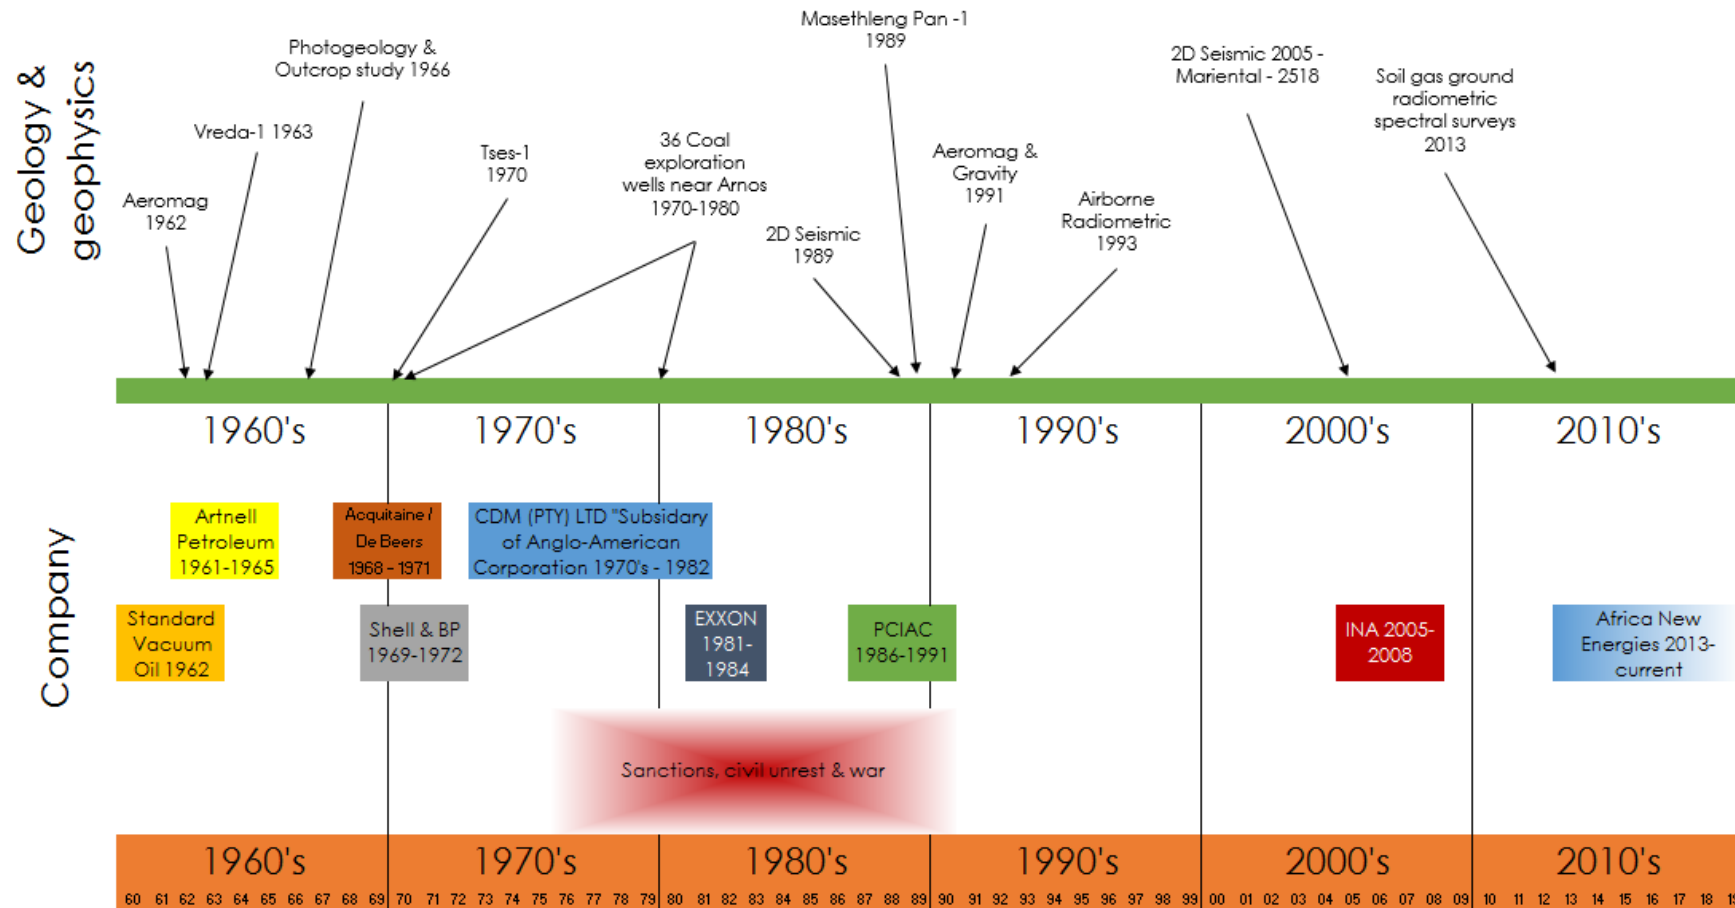 Geology &
geophysics
Aeromag
1962
Vreda-1 1963
Photogeology &
Outcrop study 1966
Tses-1
1970
36 Coal
exploration
wells near Arnos
1970-1980
2D Seismic
1989
Masethleng Pan -1
1989
Aeromag &
Gravity
1991
Airborne
Radiometric
1993
2D Seismic 2005 -
Mariental - 2518
Soil gas ground
radiometric
spectral surveys
2013
1960's 1970's 1980's 1990's 2000's 2010's
Company
Artnell
Petroleum
1961-1965
Acquitaine /
De Beers
1968 - 1971
CDM (PTY) LTD "Subsidary
of Anglo-American
Corporation 1970's - 1982
Standard
Vacuum
Oil 1962
Shell & BP
1969-1972
EXXON
1981-
1984
PCIAC
1986-1991
INA 2005-
2008
Africa New
Energies 2013-
current
Sanctions, civil unrest & war
1960's 1970's 1980's 1990's 2000's 2010's
60 61 62 63 64 65 66 67 68 69 70 71 72 73 74 75 76 77 78 79 80 81 82 83 84 85 86 87 88 89 90 91 92 93 94 95 96 97 98 99 00 01 02 03 04 05 06 07 08 09 10 11 12 13 14 15 16 17 18